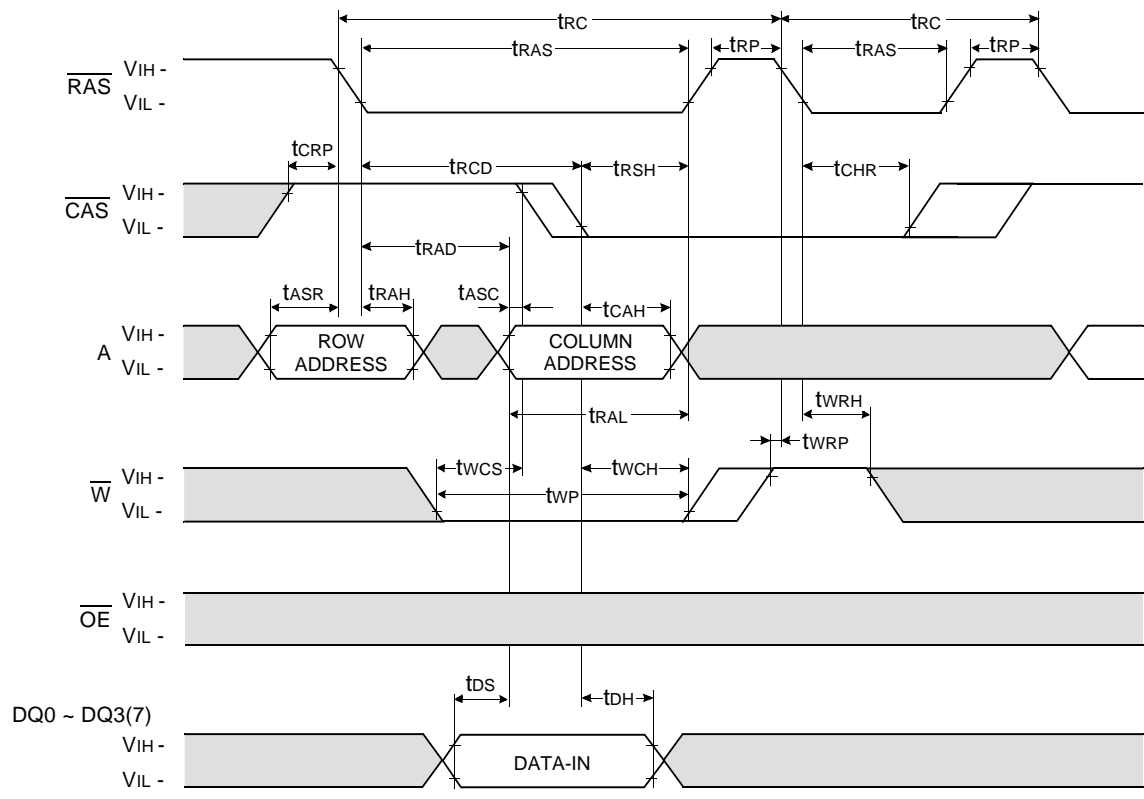 tRC tRC
tRAS tRP tRAS tRP
RAS VIH -
VIL -
tCRP tRCD tRSH tCHR
CAS VIH -
VIL -
tRAD
tASR tRAH tASC tCAH
A VIH -
VIL -
ROW
ADDRESS
COLUMN
ADDRESS
tRAL tWRH
tWRP
tWCS tWCH
W VIH -
VIL -
tWP
OE VIH -
VIL -
tDS tDH
DQ0 ~ DQ3(7)
VIH -
VIL -
DATA-IN